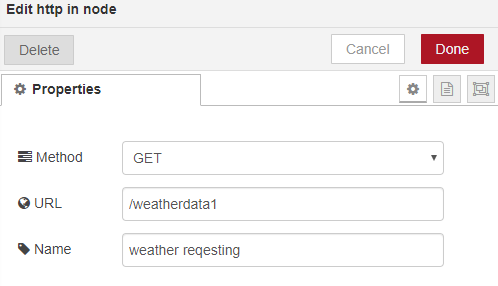 Edit http in node
Delete
Cancel
Done
Properties
Method
GET
URL
/weatherdata1
Name
weather reqesting